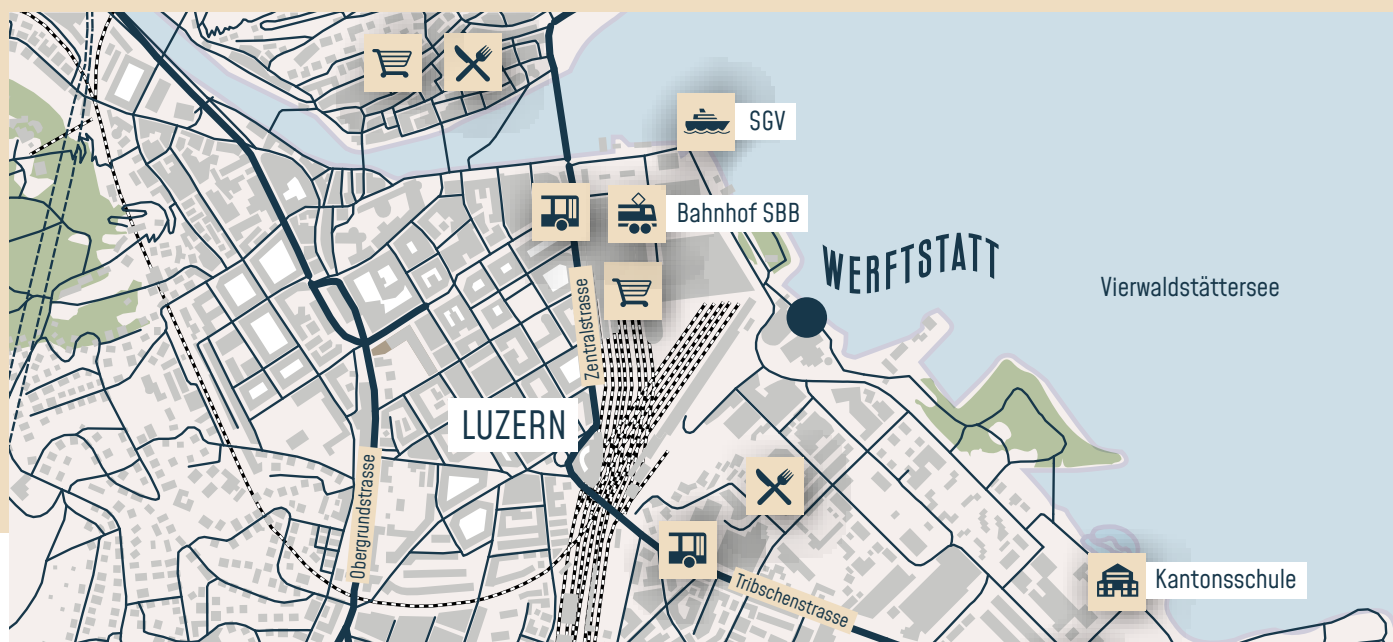 SGV
Bahnhof SBB
WERFTSTATT
Vierwaldstättersee
Zentralstrasse
LUZERN
Obergrundstrasse
Tribschenstrasse
Kantonsschule